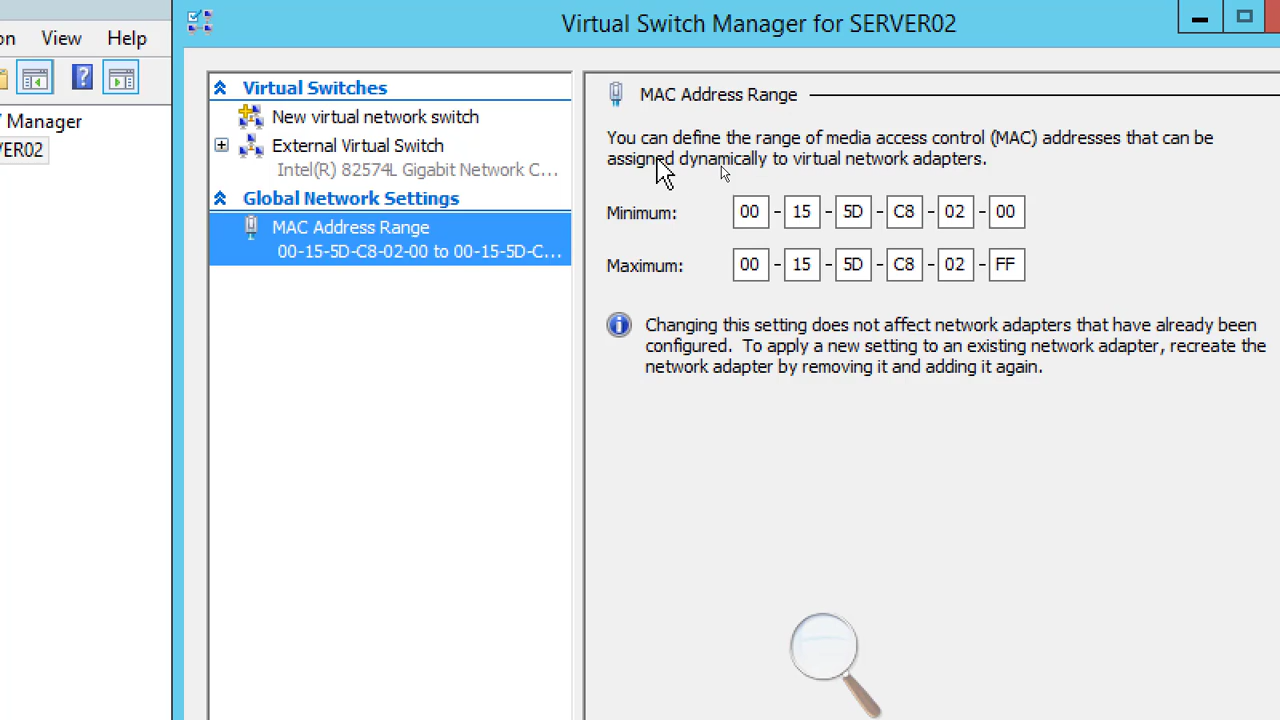 Virtual Switch Manager for SERVER02
View Help
Manager
Virtual Switches
New virtual network switch
External Virtual Switch
Intel(R) 82574L Gigabit Network C...
Global Network Settings
MAC Address Range
00-15-5D-C8-02-00 to 00-15-5D-C...
MAC Address Range
You can define the range of media access control (MAC) addresses that can be
assigned dynamically to virtual network adapters.
Minimum: 00 - 15 - 5D - C8 - 02 - 00
Maximum: 00 - 15 - 5D - C8 - 02 - FF
Changing this setting does not affect network adapters that have already been
configured. To apply a new setting to an existing network adapter, recreate the
network adapter by removing it and adding it again.